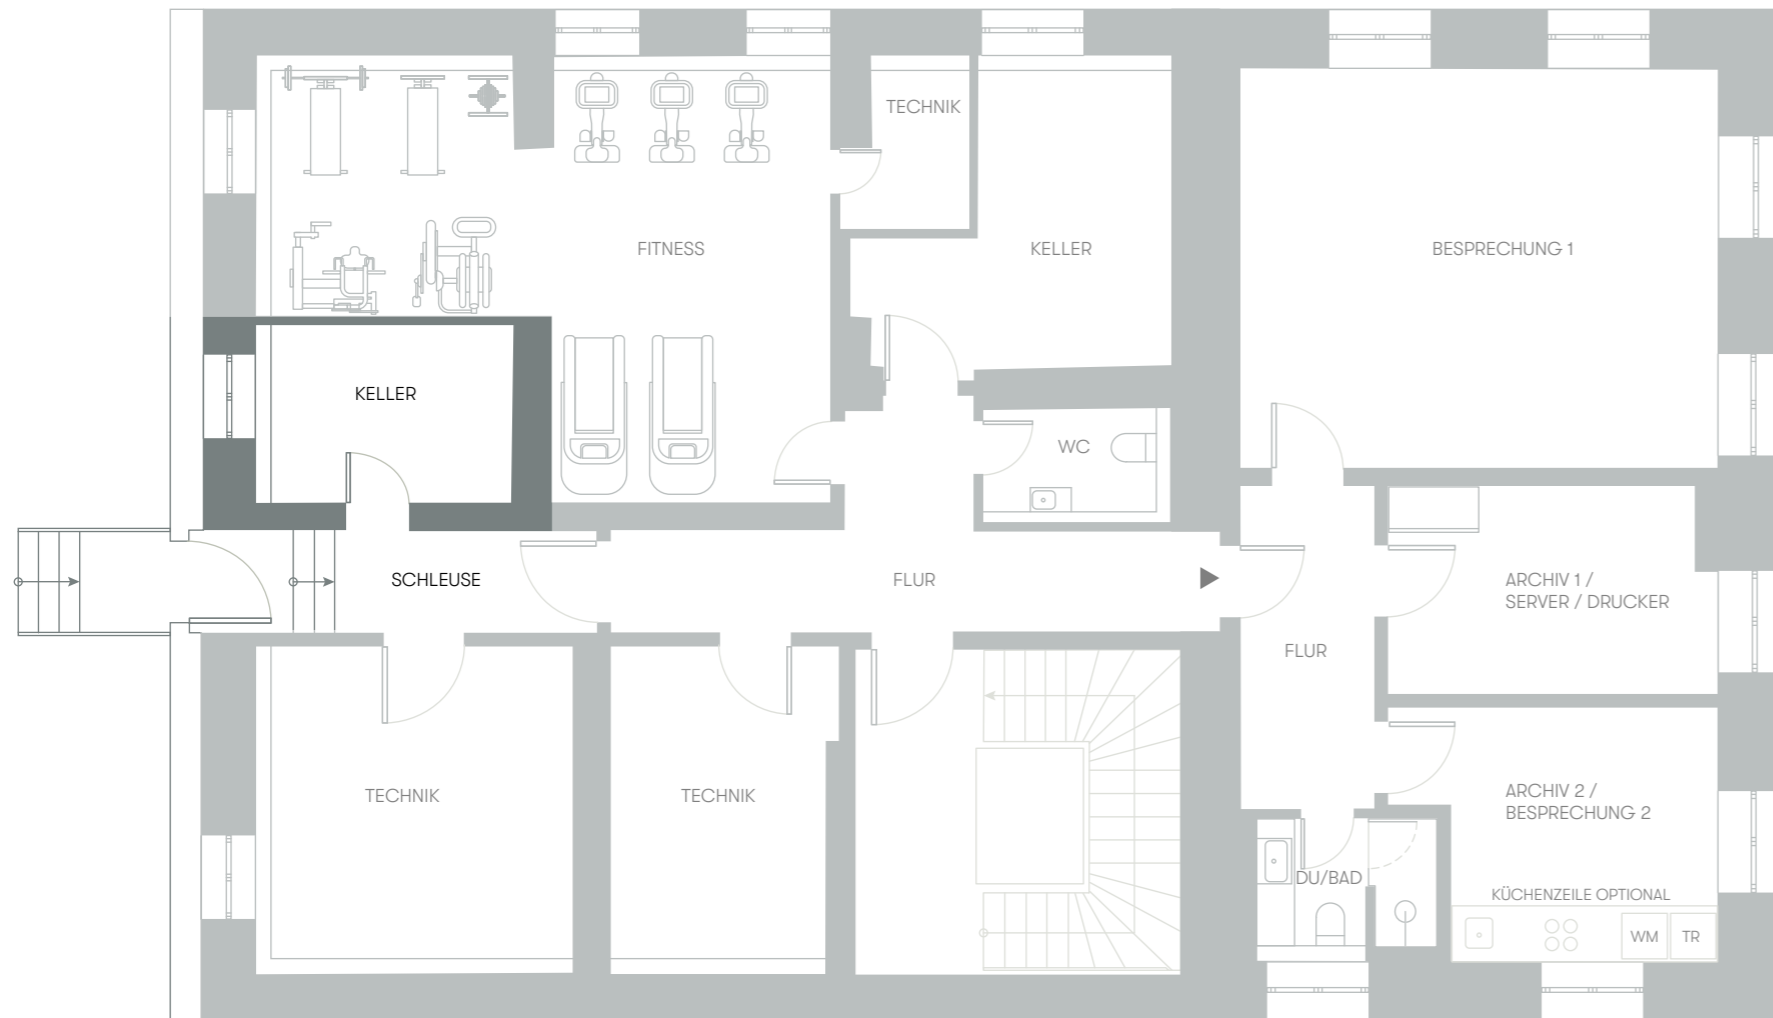 TECHNIK
FITNESS
KELLER
BESPRECHUNG 1
KELLER
WC
SCHLEUSE
FLUR
ARCHIV 1 /
SERVER / DRUCKER
FLUR
TECHNIK
TECHNIK
ARCHIV 2 /
BESPRECHUNG 2
DU/BAD
KÜCHENZEILE OPTIONAL
WM
TR